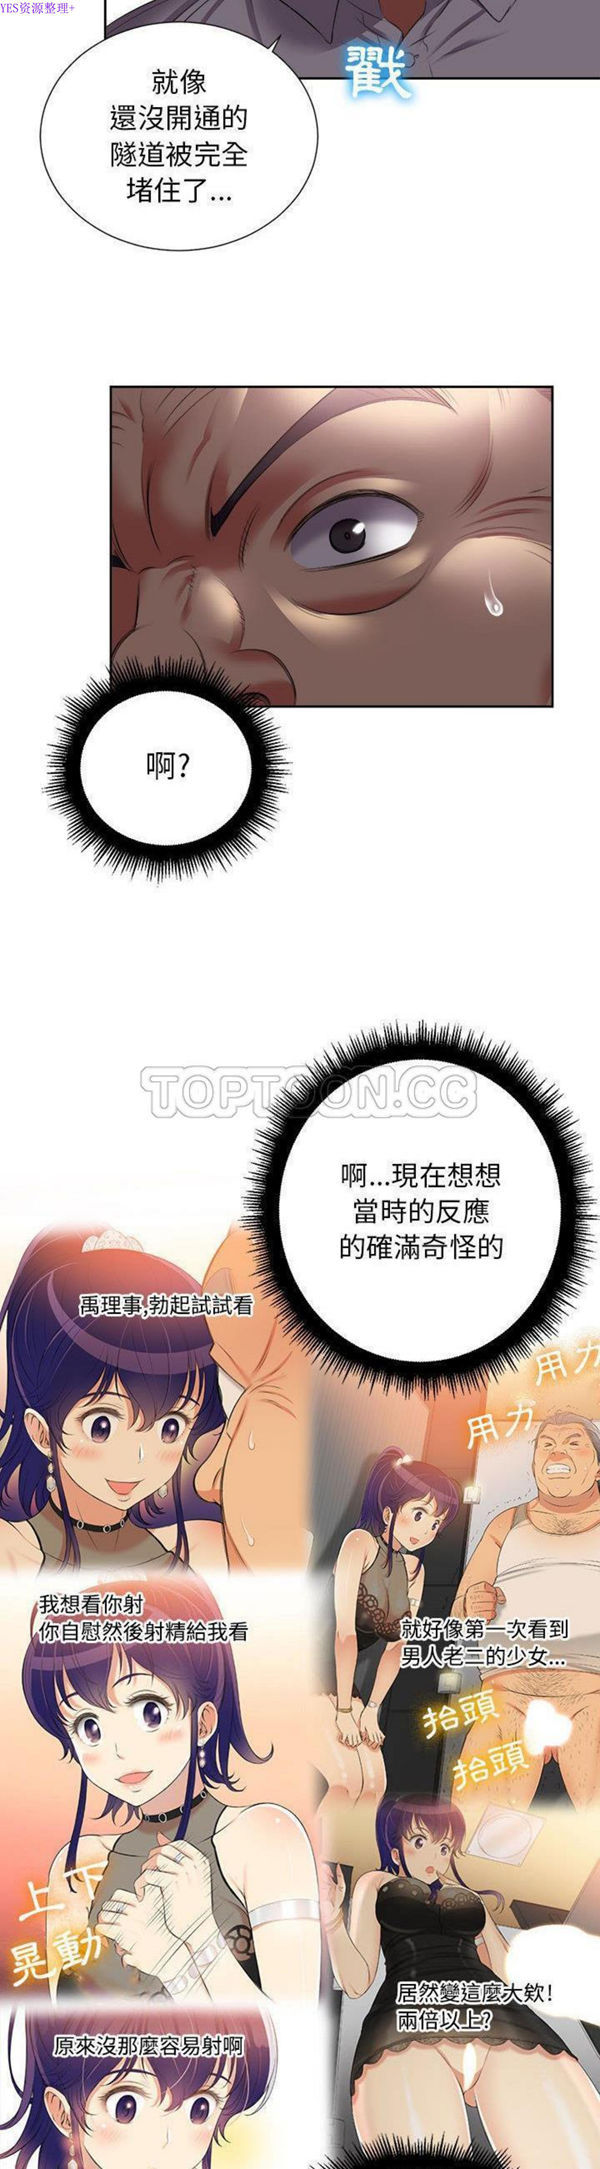 YES资源整理+
戳
就像
還沒開通的
隧道被完全
堵住了...
啊?
TOPTOON.CC
啊...現在想想
當時的反應
的確滿奇怪的
禹理事,勃起試試看
用力
用力
我想看你射
你自慰然後射精給我看
就好像第一次看到
男人老二的少女...
抬頭
抬頭
上下
晃動
居然變這麼大欸!
兩倍以上?
原來沒那麼容易射啊